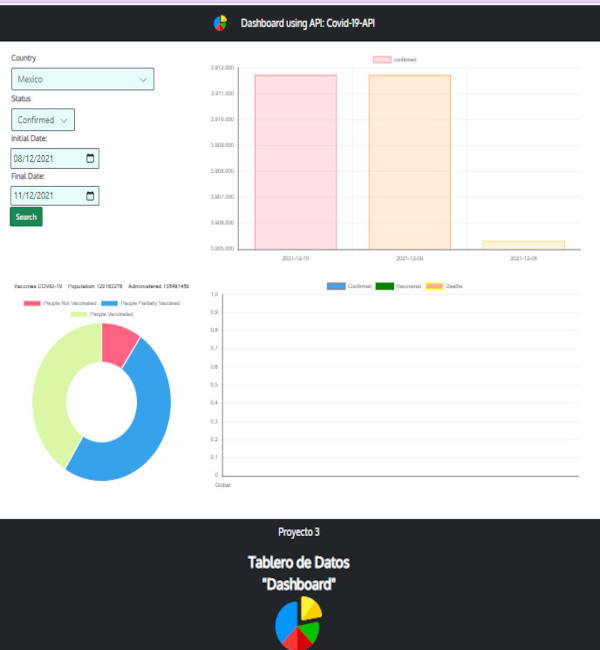 Dashboard using API: Covid-19-API
Country
Mexico
Status
Confirmed
Initial Date:
08/12/2021
Final Date:
11/12/2021
Search
confirmed
3.912.000
3.911.000
3.910.000
3.909.000
3.908.000
3.907.000
3.906.000
3.905.000
2021-12-10
2021-12-09
2021-12-08
Vaccines COVID-19 Population Administered
People Not Vaccinated People Partially Vaccined
People Vaccinated
Confirmed Recovered Deaths
1,0
0,9
0,8
0,7
0,6
0,5
0,4
0,3
0,2
0,1
0
Global
Proyecto 3
Tablero de Datos
"Dashboard"